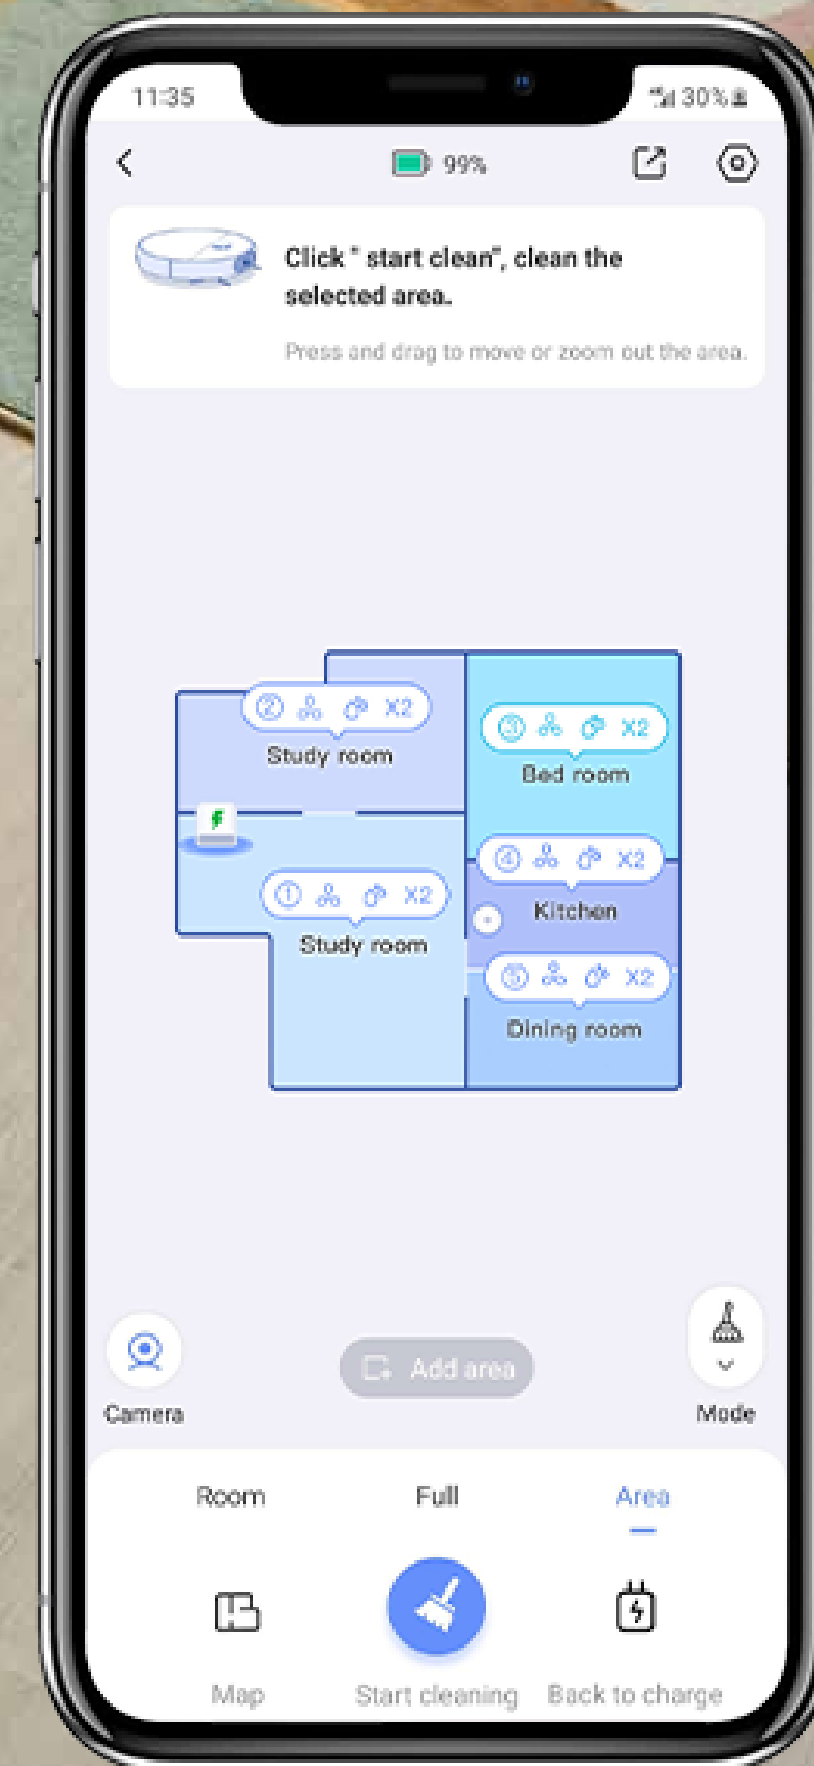 11:35
30%
99%
Click " start clean", clean the
selected area.
Press and drag to move or zoom out the area.
② X2
Study room
③ X2
Bed room
① X2
Study room
④ X2
Kitchen
⑤ X2
Dining room
Add area
Camera
Mode
Room Full Area
Map Start cleaning Back to charge